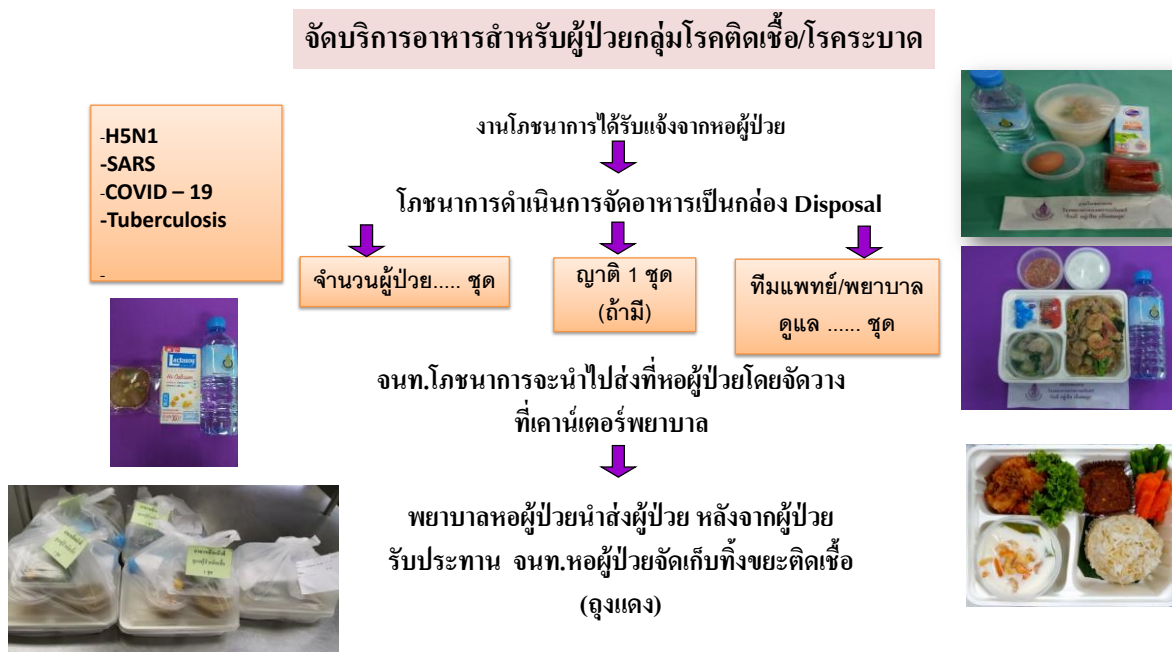 จัดบริการอาหารสำหรับผู้ป่วยกลุ่มโรคติดเชื้อ/โรคระบาด
-H5N1
-SARS
-COVID – 19
-Tuberculosis
-
งานโภชนาการได้รับแจ้งจากหอผู้ป่วย
โภชนาการดำเนินการจัดอาหารเป็นกล่อง Disposal
จำนวนผู้ป่วย..... ชุด
ญาติ 1 ชุด
(ถ้ามี)
ทีมแพทย์/พยาบาล
ดูแล ...... ชุด
จนท.โภชนาการจะนำไปส่งที่หอผู้ป่วยโดยจัดวาง
ที่เคาน์เตอร์พยาบาล
พยาบาลหอผู้ป่วยนำส่งผู้ป่วย หลังจากผู้ป่วย
รับประทาน จนท.หอผู้ป่วยจัดเก็บทิ้งขยะติดเชื้อ
(ถุงแดง)
Lactasoy